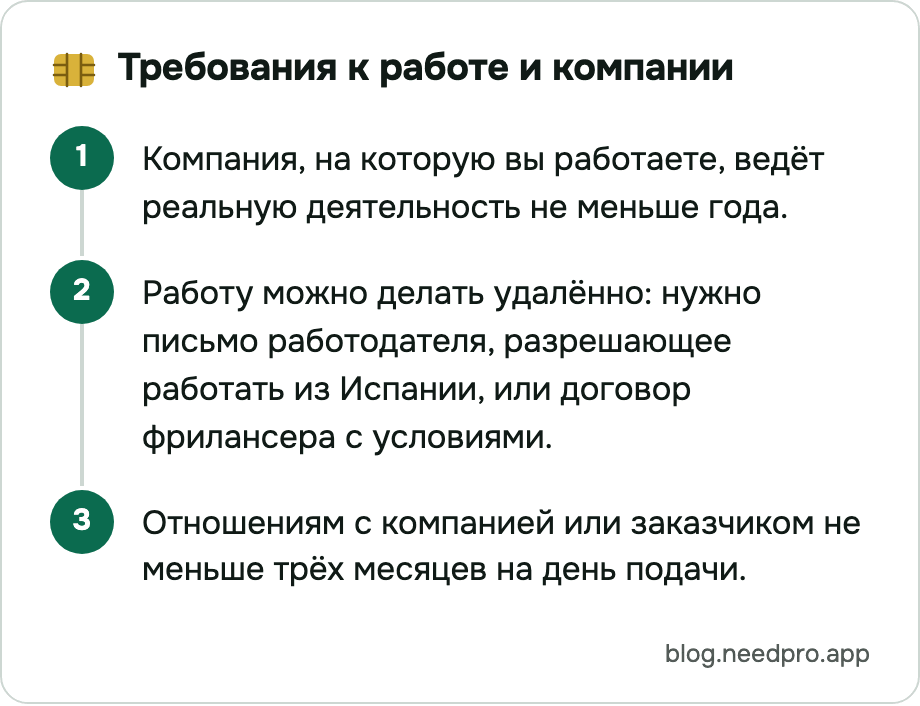 Требования к работе и компании
1
Компания, на которую вы работаете, ведёт
реальную деятельность не меньше года.
2
Работу можно делать удалённо: нужно
письмо работодателя, разрешающее
работать из Испании, или договор
фрилансера с условиями.
3
Отношениям с компанией или заказчиком не
меньше трёх месяцев на день подачи.
blog.needpro.app